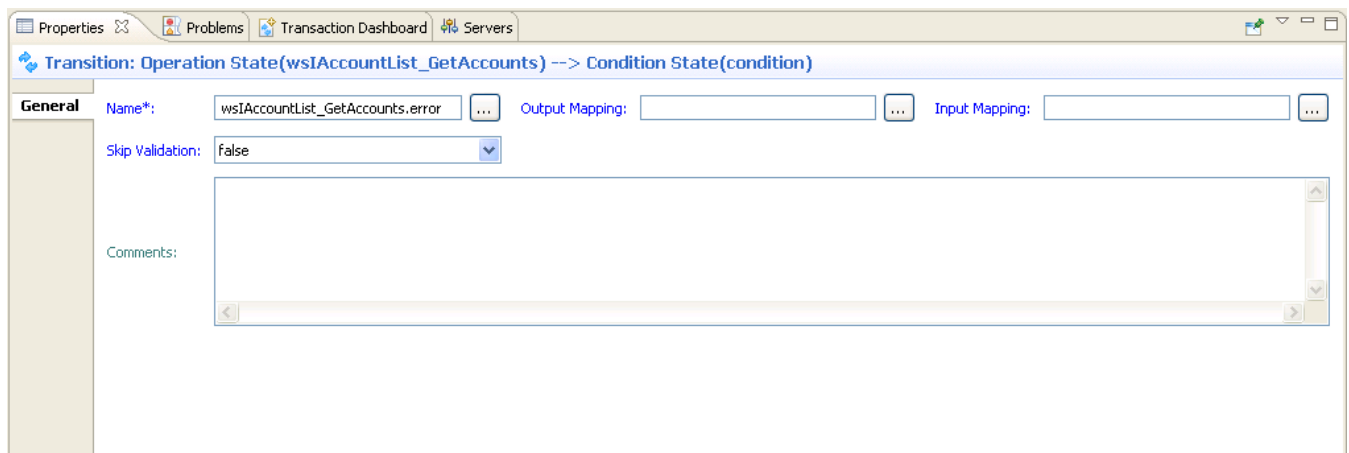 Properties Problems Transaction Dashboard Servers
Transition: Operation State(wsIAccountList_GetAccounts) --> Condition State(condition)
General Name*: wsIAccountList_GetAccounts.error ... Output Mapping: ... Input Mapping: ...
Skip Validation: false
Comments: